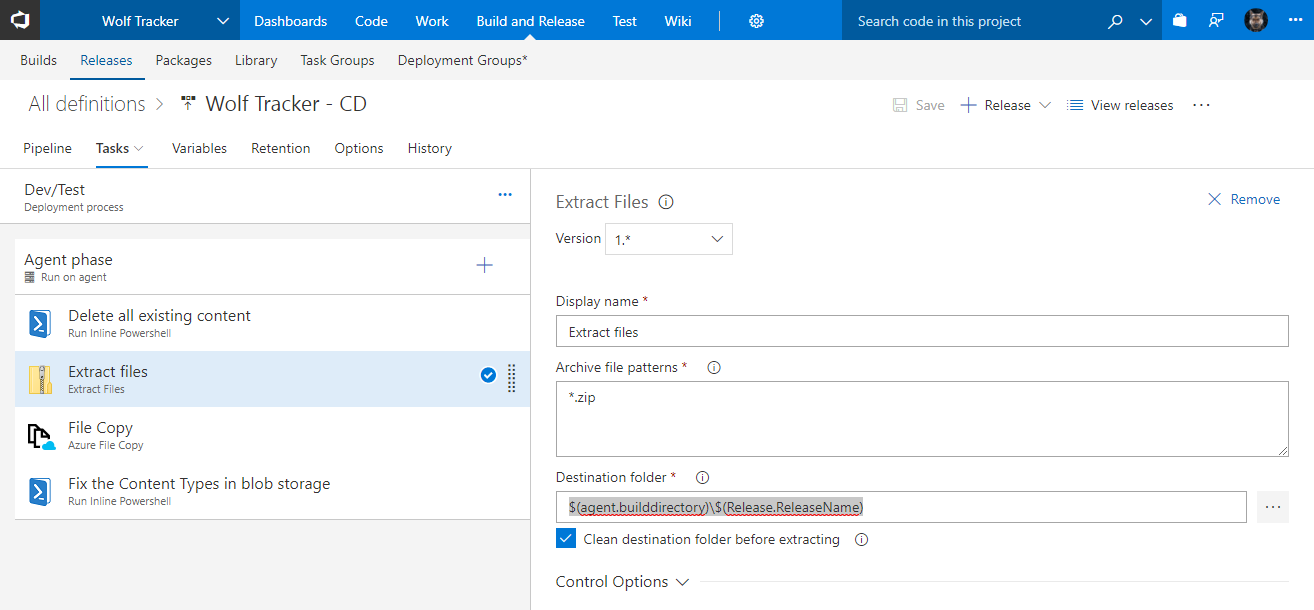 Wolf Tracker Dashboards Code Work Build and Release Test Wiki Search code in this project
Builds Releases Packages Library Task Groups Deployment Groups*
All definitions > Wolf Tracker - CD Save Release View releases ...
Pipeline Tasks Variables Retention Options History
Dev/Test ...
Deployment process
Agent phase
Run on agent
Delete all existing content
Run Inline Powershell
Extract files
Extract Files
File Copy
Azure File Copy
Fix the Content Types in blob storage
Run Inline Powershell
Extract Files
Remove
Version 1.*
Display name *
Extract files
Archive file patterns *
*.zip
Destination folder *
$(agent.builddirectory)\$(Release.ReleaseName)
...
Clean destination folder before extracting
Control Options